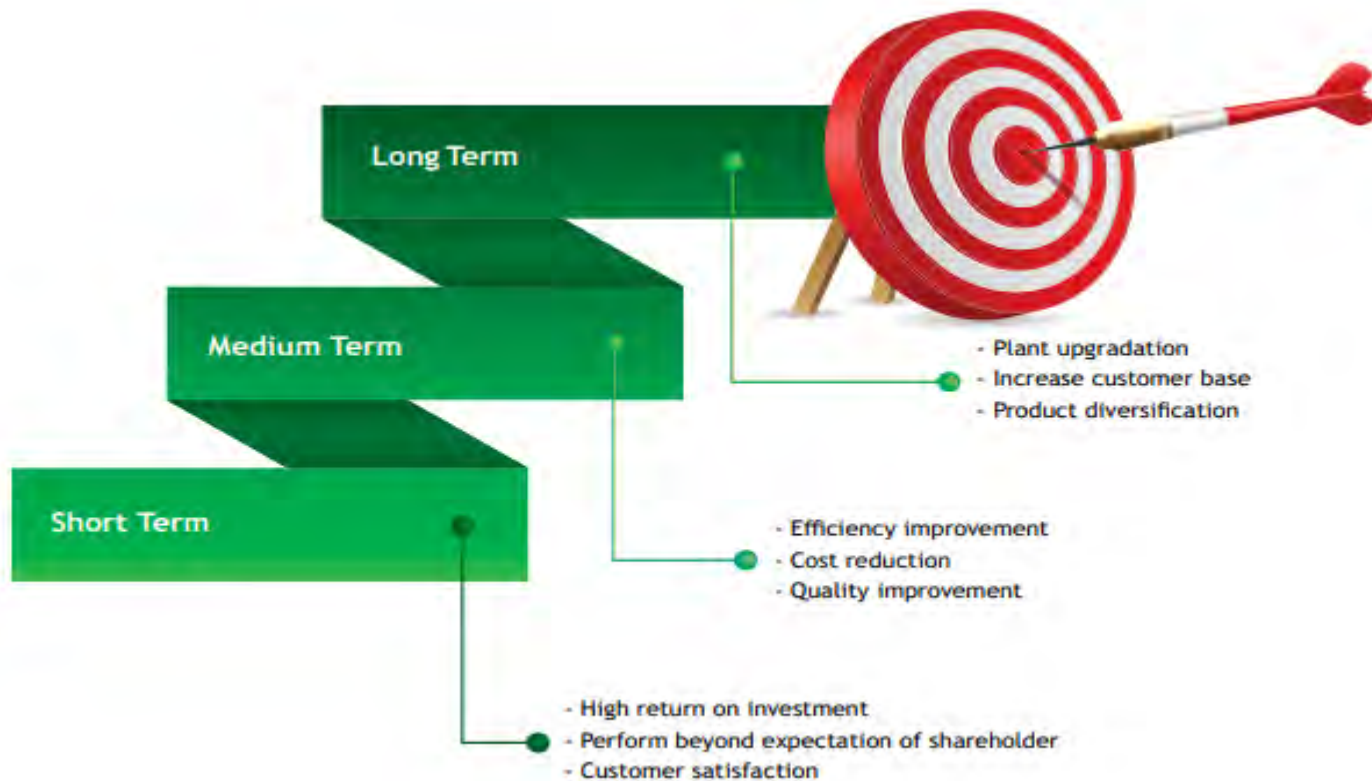 Long Term
- Plant upgradation
- Increase customer base
- Product diversification
Medium Term
- Efficiency improvement
- Cost reduction
- Quality improvement
Short Term
- High return on investment
- Perform beyond expectation of shareholder
- Customer satisfaction